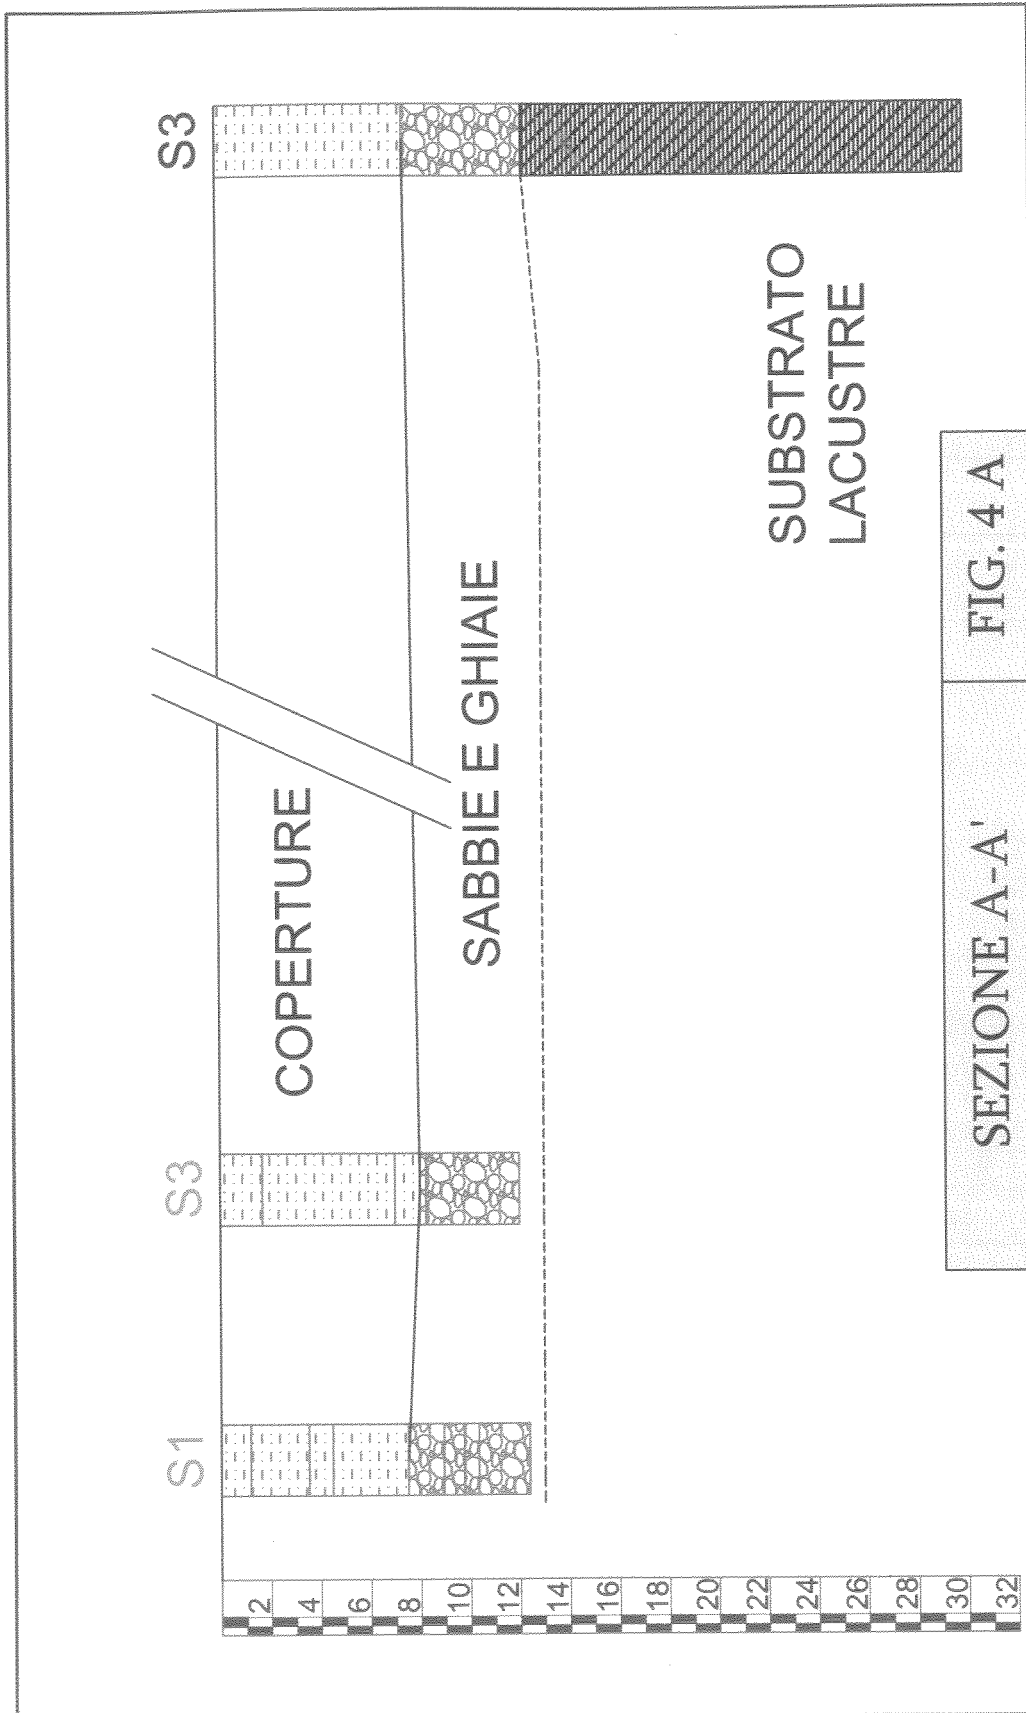 S1
S3
S3
COPERTURE
SABBIE E GHIAIE
SUBSTRATO
LACUSTRE
2
4
6
8
10
12
14
16
18
20
22
24
26
28
30
32
SEZIONE A-A'
FIG. 4 A